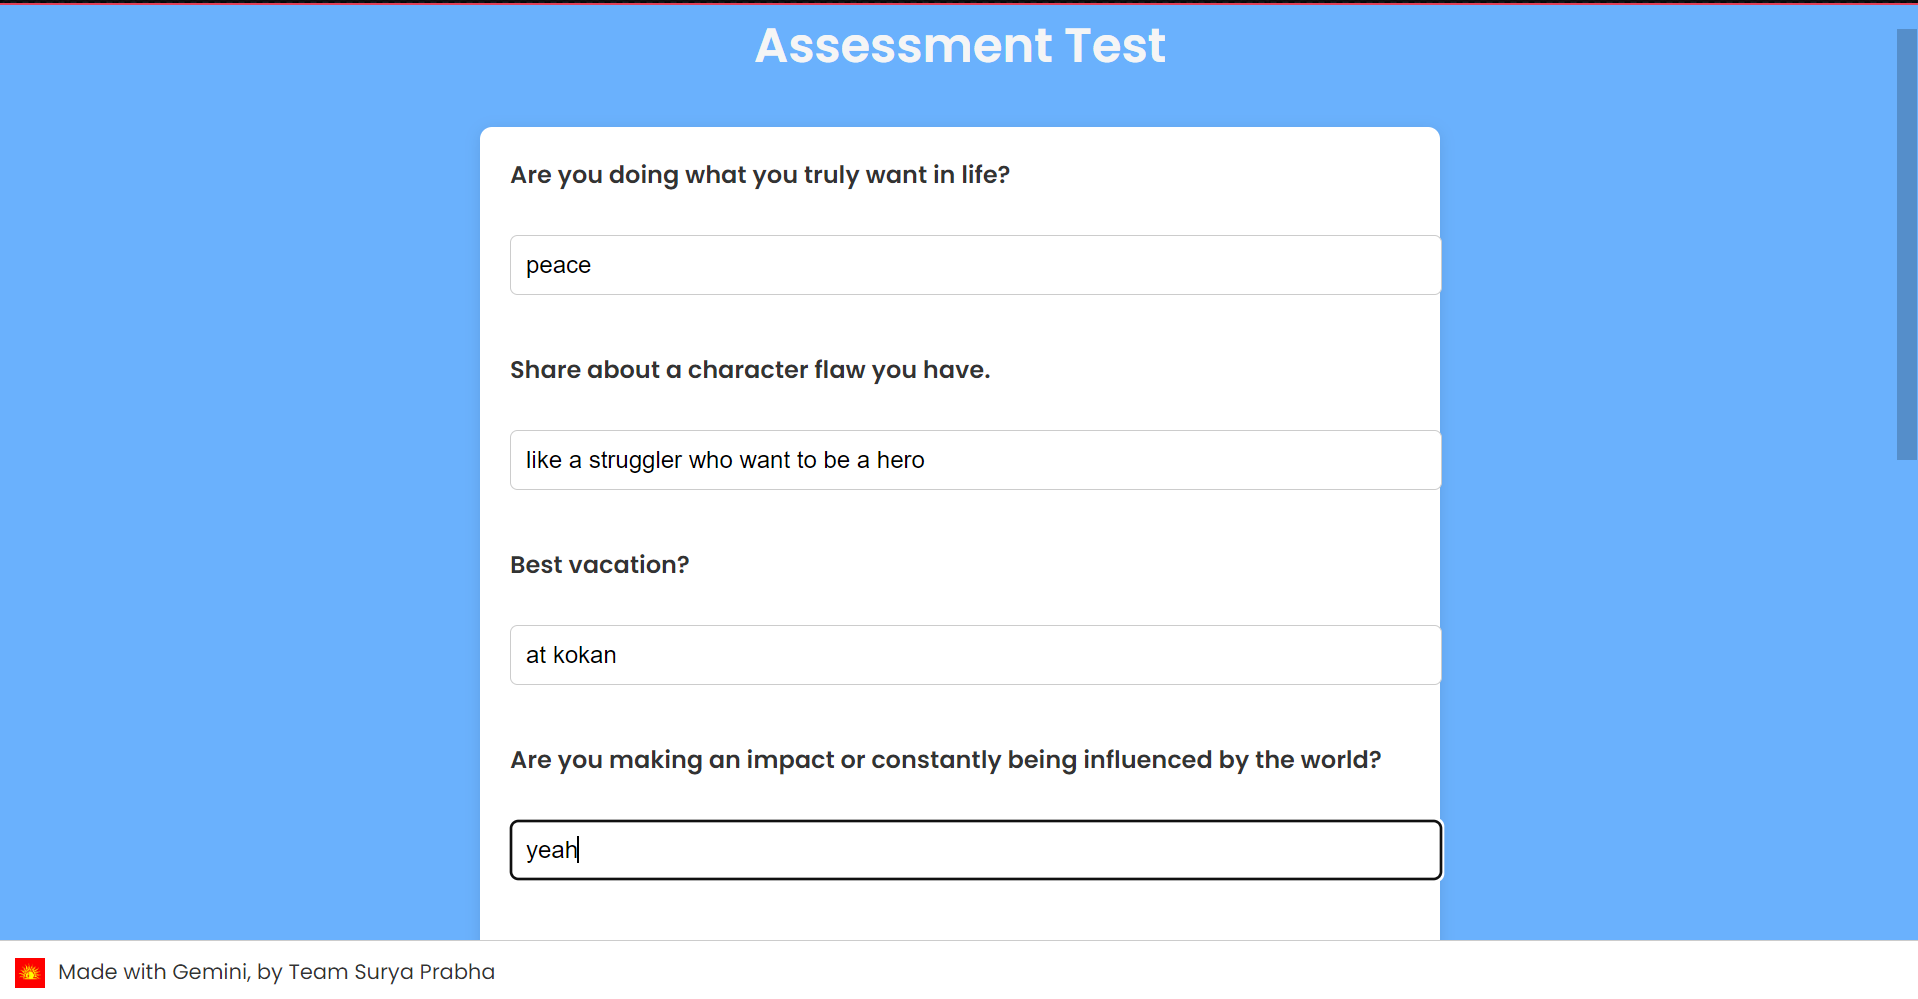 Assessment Test
Are you doing what you truly want in life?
peace
Share about a character flaw you have.
like a struggler who want to be a hero
Best vacation?
at kokan
Are you making an impact or constantly being influenced by the world?
yeah
Made with Gemini, by Team Surya Prabha